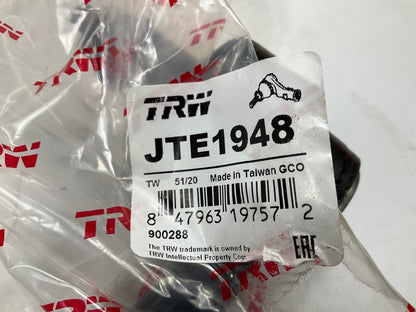 TRW
JTE1948
TW 51/20 Made in Taiwan GCO
8 47963 19757 2
900288
The TRW trademark is owned by
TRW Intellectual Property Corp.
EAC
TRW
TRW
TRW
TRW